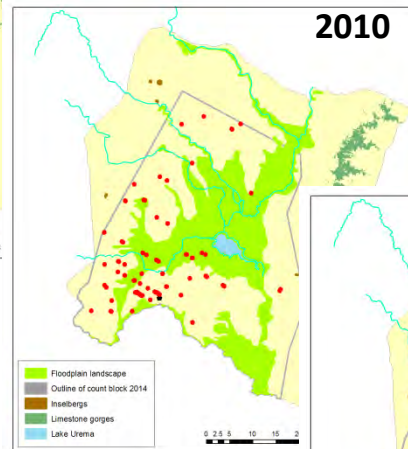 2010
Floodplain landscape
Outline of count block 2014
Inselbergs
Limestone gorges
Lake Urema
0 2.5 5 10 15